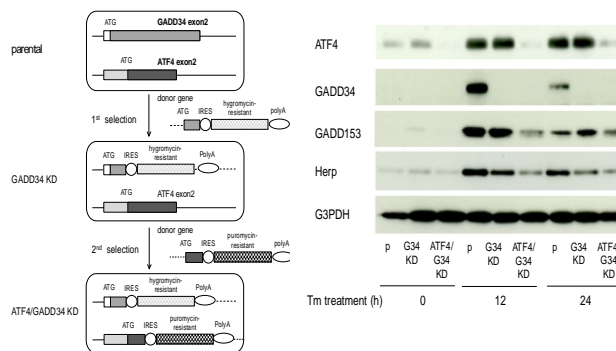 parental
ATG GADD34 exon2
ATG ATF4 exon2
1st selection
donor gene
ATG IRES hygromycin-resistant polyA
GADD34 KD
ATG IRES hygromycin-resistant PolyA
ATG ATF4 exon2
2nd selection
donor gene
ATG IRES puromycin-resistant polyA
ATF4/GADD34 KD
ATG IRES hygromycin-resistant PolyA
ATG IRES puromycin-resistant PolyA
ATF4
GADD34
GADD153
Herp
G3PDH
p G34 KD ATF4/G34 KD p G34 KD ATF4/G34 KD p G34 KD ATF4/G34 KD
Tm treatment (h) 0 12 24